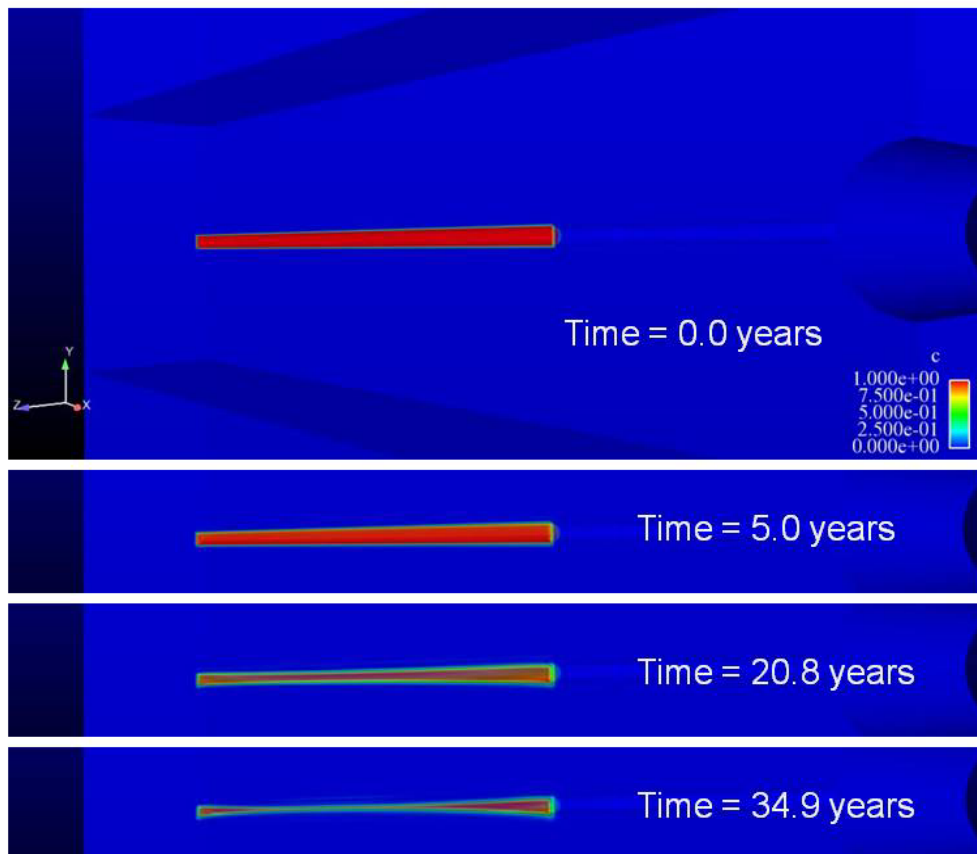 Time = 0.0 years
Y
Z
X
c
1.000e+00
7.500e-01
5.000e-01
2.500e-01
0.000e+00
Time = 5.0 years
Time = 20.8 years
Time = 34.9 years